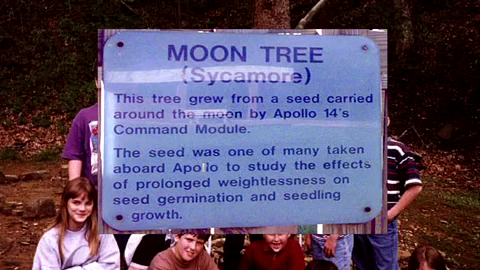 MOON TREE
(Sycamore)
This tree grew from a seed carried
around the moon by Apollo 14's
Command Module.
The seed was one of many taken
aboard Apollo to study the effects
of prolonged weightlessness on
seed germination and seedling
growth.